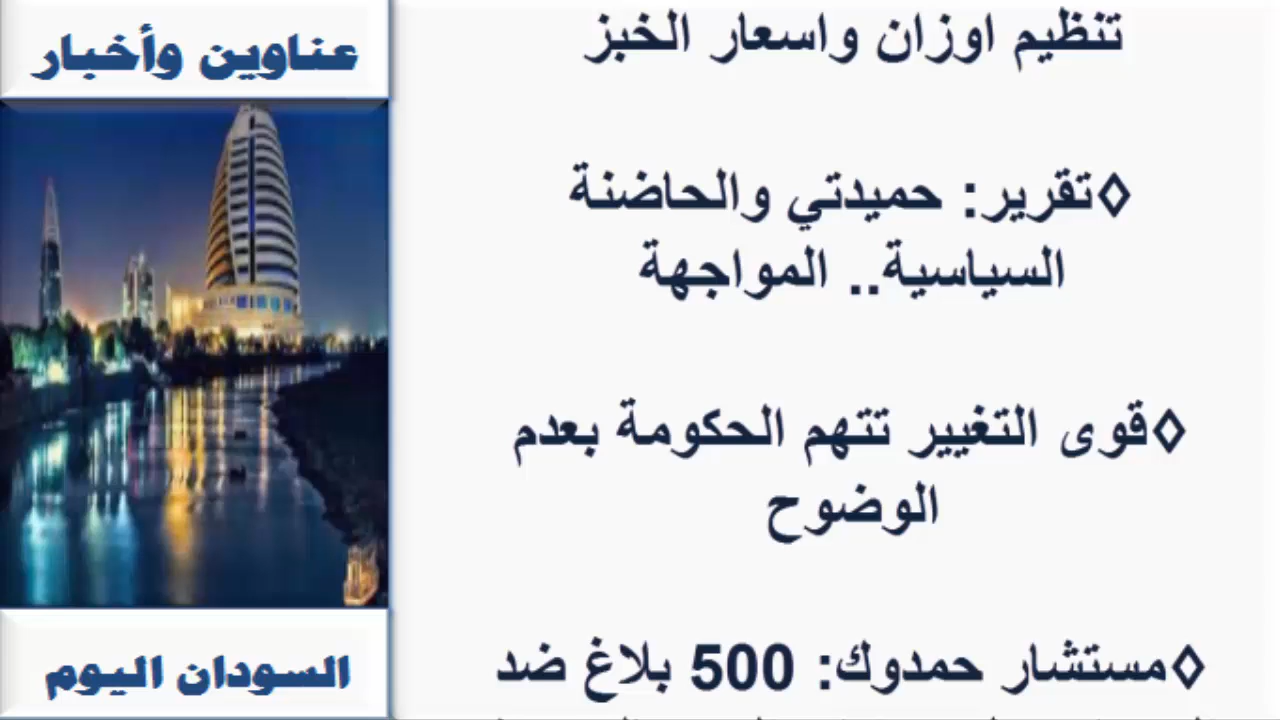 عناوين وأخبار
تنظيم اوزان واسعار الخبز
◊تقرير: حميدتي والحاضنة
السياسية.. المواجهة
◊قوى التغيير تتهم الحكومة بعدم
الوضوح
◊مستشار حمدوك: 500 بلاغ ضد
السودان اليوم